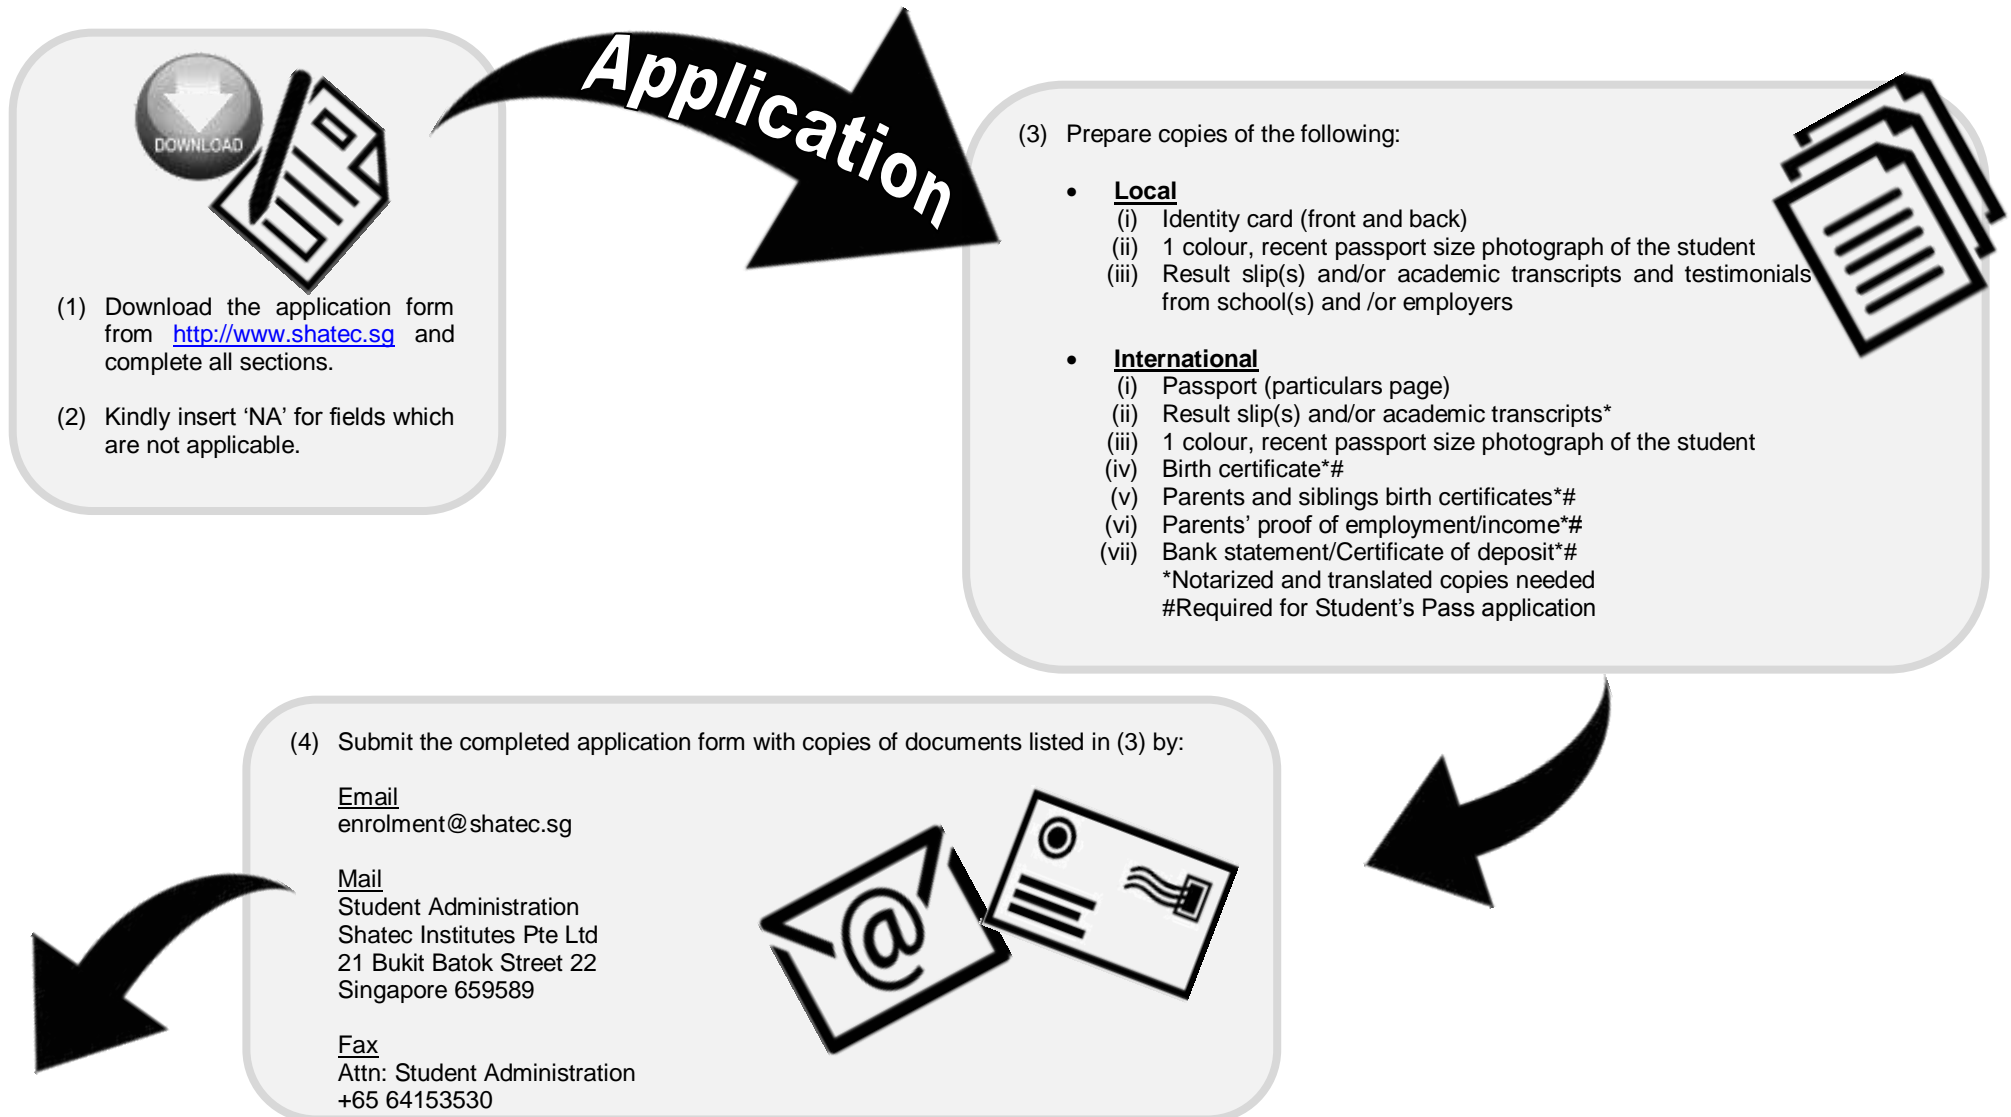 DOWNLOAD
(1) Download the application form
from http://www.shatec.sg and
complete all sections.
(2) Kindly insert ‘NA’ for fields which
are not applicable.
Application
(3) Prepare copies of the following:
• Local
(i) Identity card (front and back)
(ii) 1 colour, recent passport size photograph of the student
(iii) Result slip(s) and/or academic transcripts and testimonials
from school(s) and /or employers
• International
(i) Passport (particulars page)
(ii) Result slip(s) and/or academic transcripts*
(iii) 1 colour, recent passport size photograph of the student
(iv) Birth certificate*#
(v) Parents and siblings birth certificates*#
(vi) Parents’ proof of employment/income*#
(vii) Bank statement/Certificate of deposit*#
*Notarized and translated copies needed
#Required for Student’s Pass application
(4) Submit the completed application form with copies of documents listed in (3) by:
Email
enrolment@shatec.sg
Mail
Student Administration
Shatec Institutes Pte Ltd
21 Bukit Batok Street 22
Singapore 659589
Fax
Attn: Student Administration
+65 64153530
@